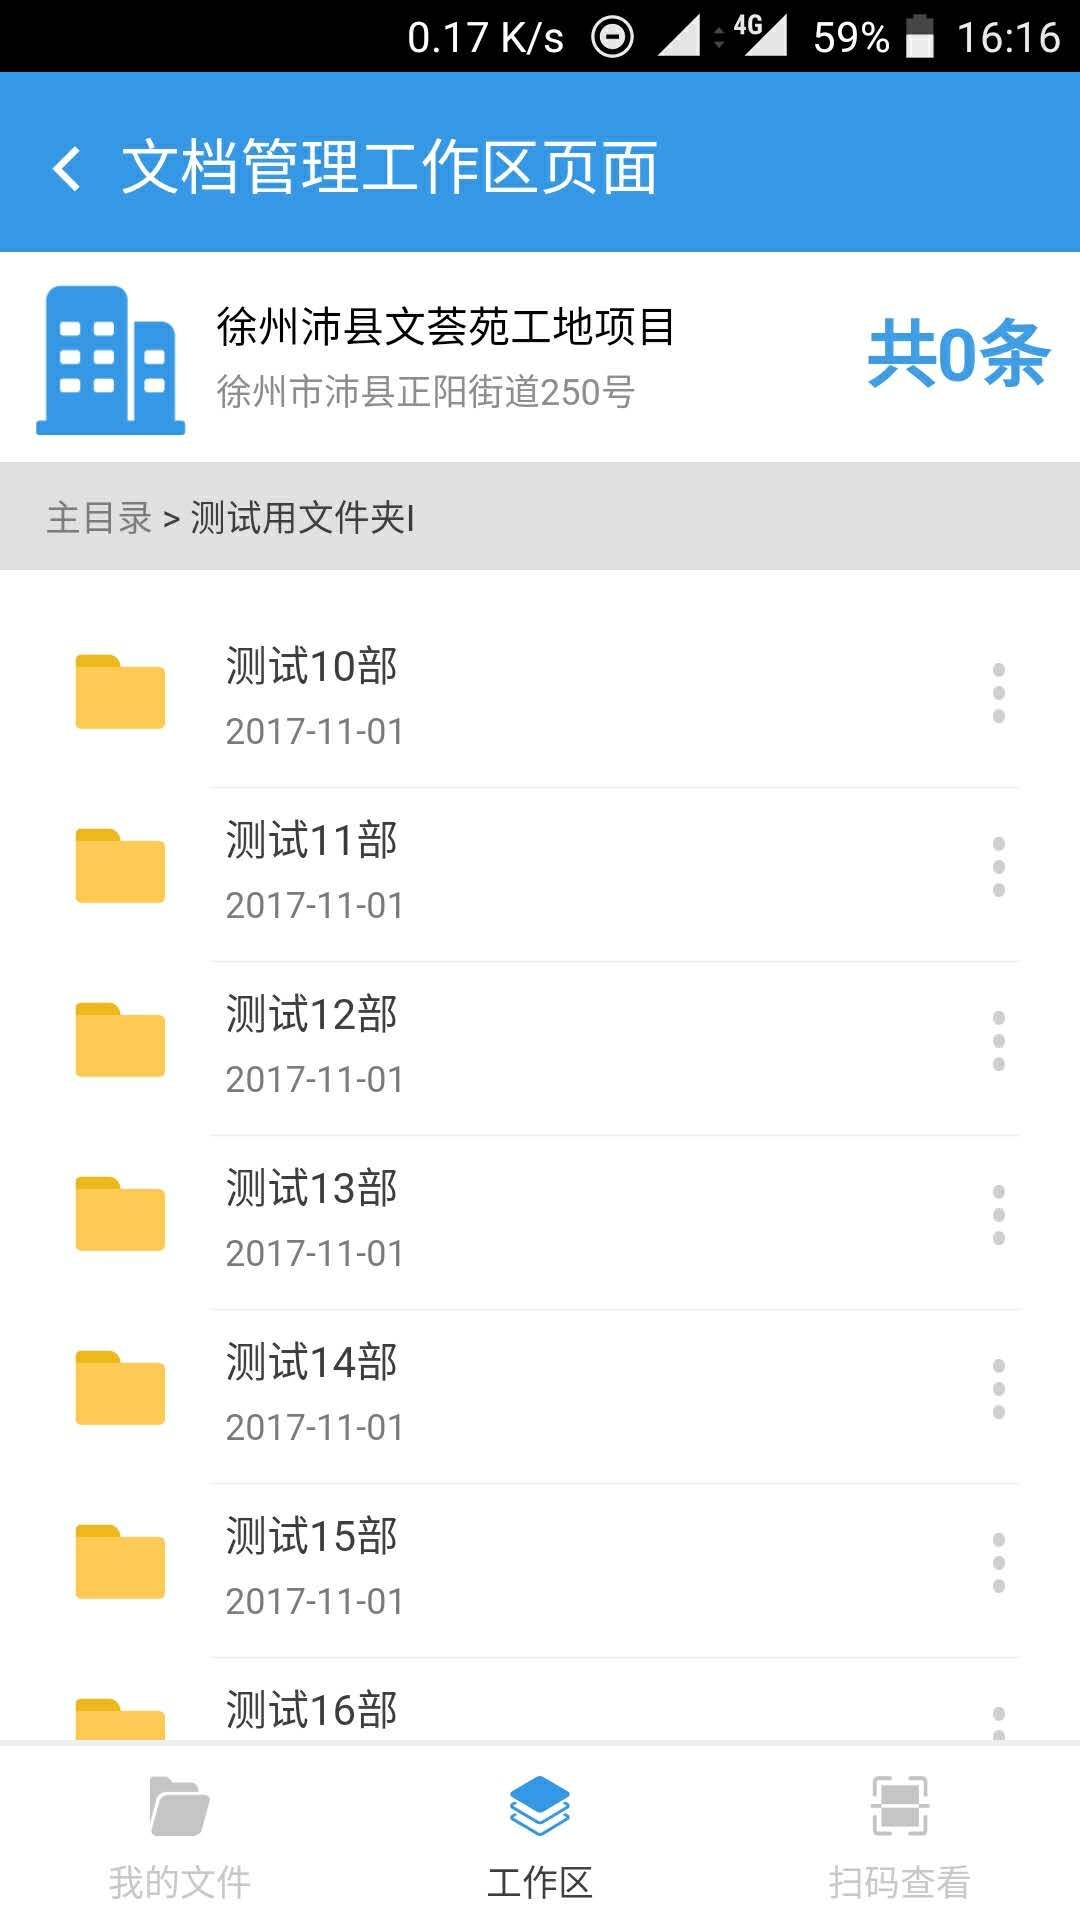 0.17 K/s 4G 59% 16:16
文档管理工作区页面
徐州沛县文荟苑工地项目
徐州市沛县正阳街道250号
共0条
主目录 > 测试用文件夹I
测试10部
2017-11-01
测试11部
2017-11-01
测试12部
2017-11-01
测试13部
2017-11-01
测试14部
2017-11-01
测试15部
2017-11-01
测试16部
我的文件 工作区 扫码查看